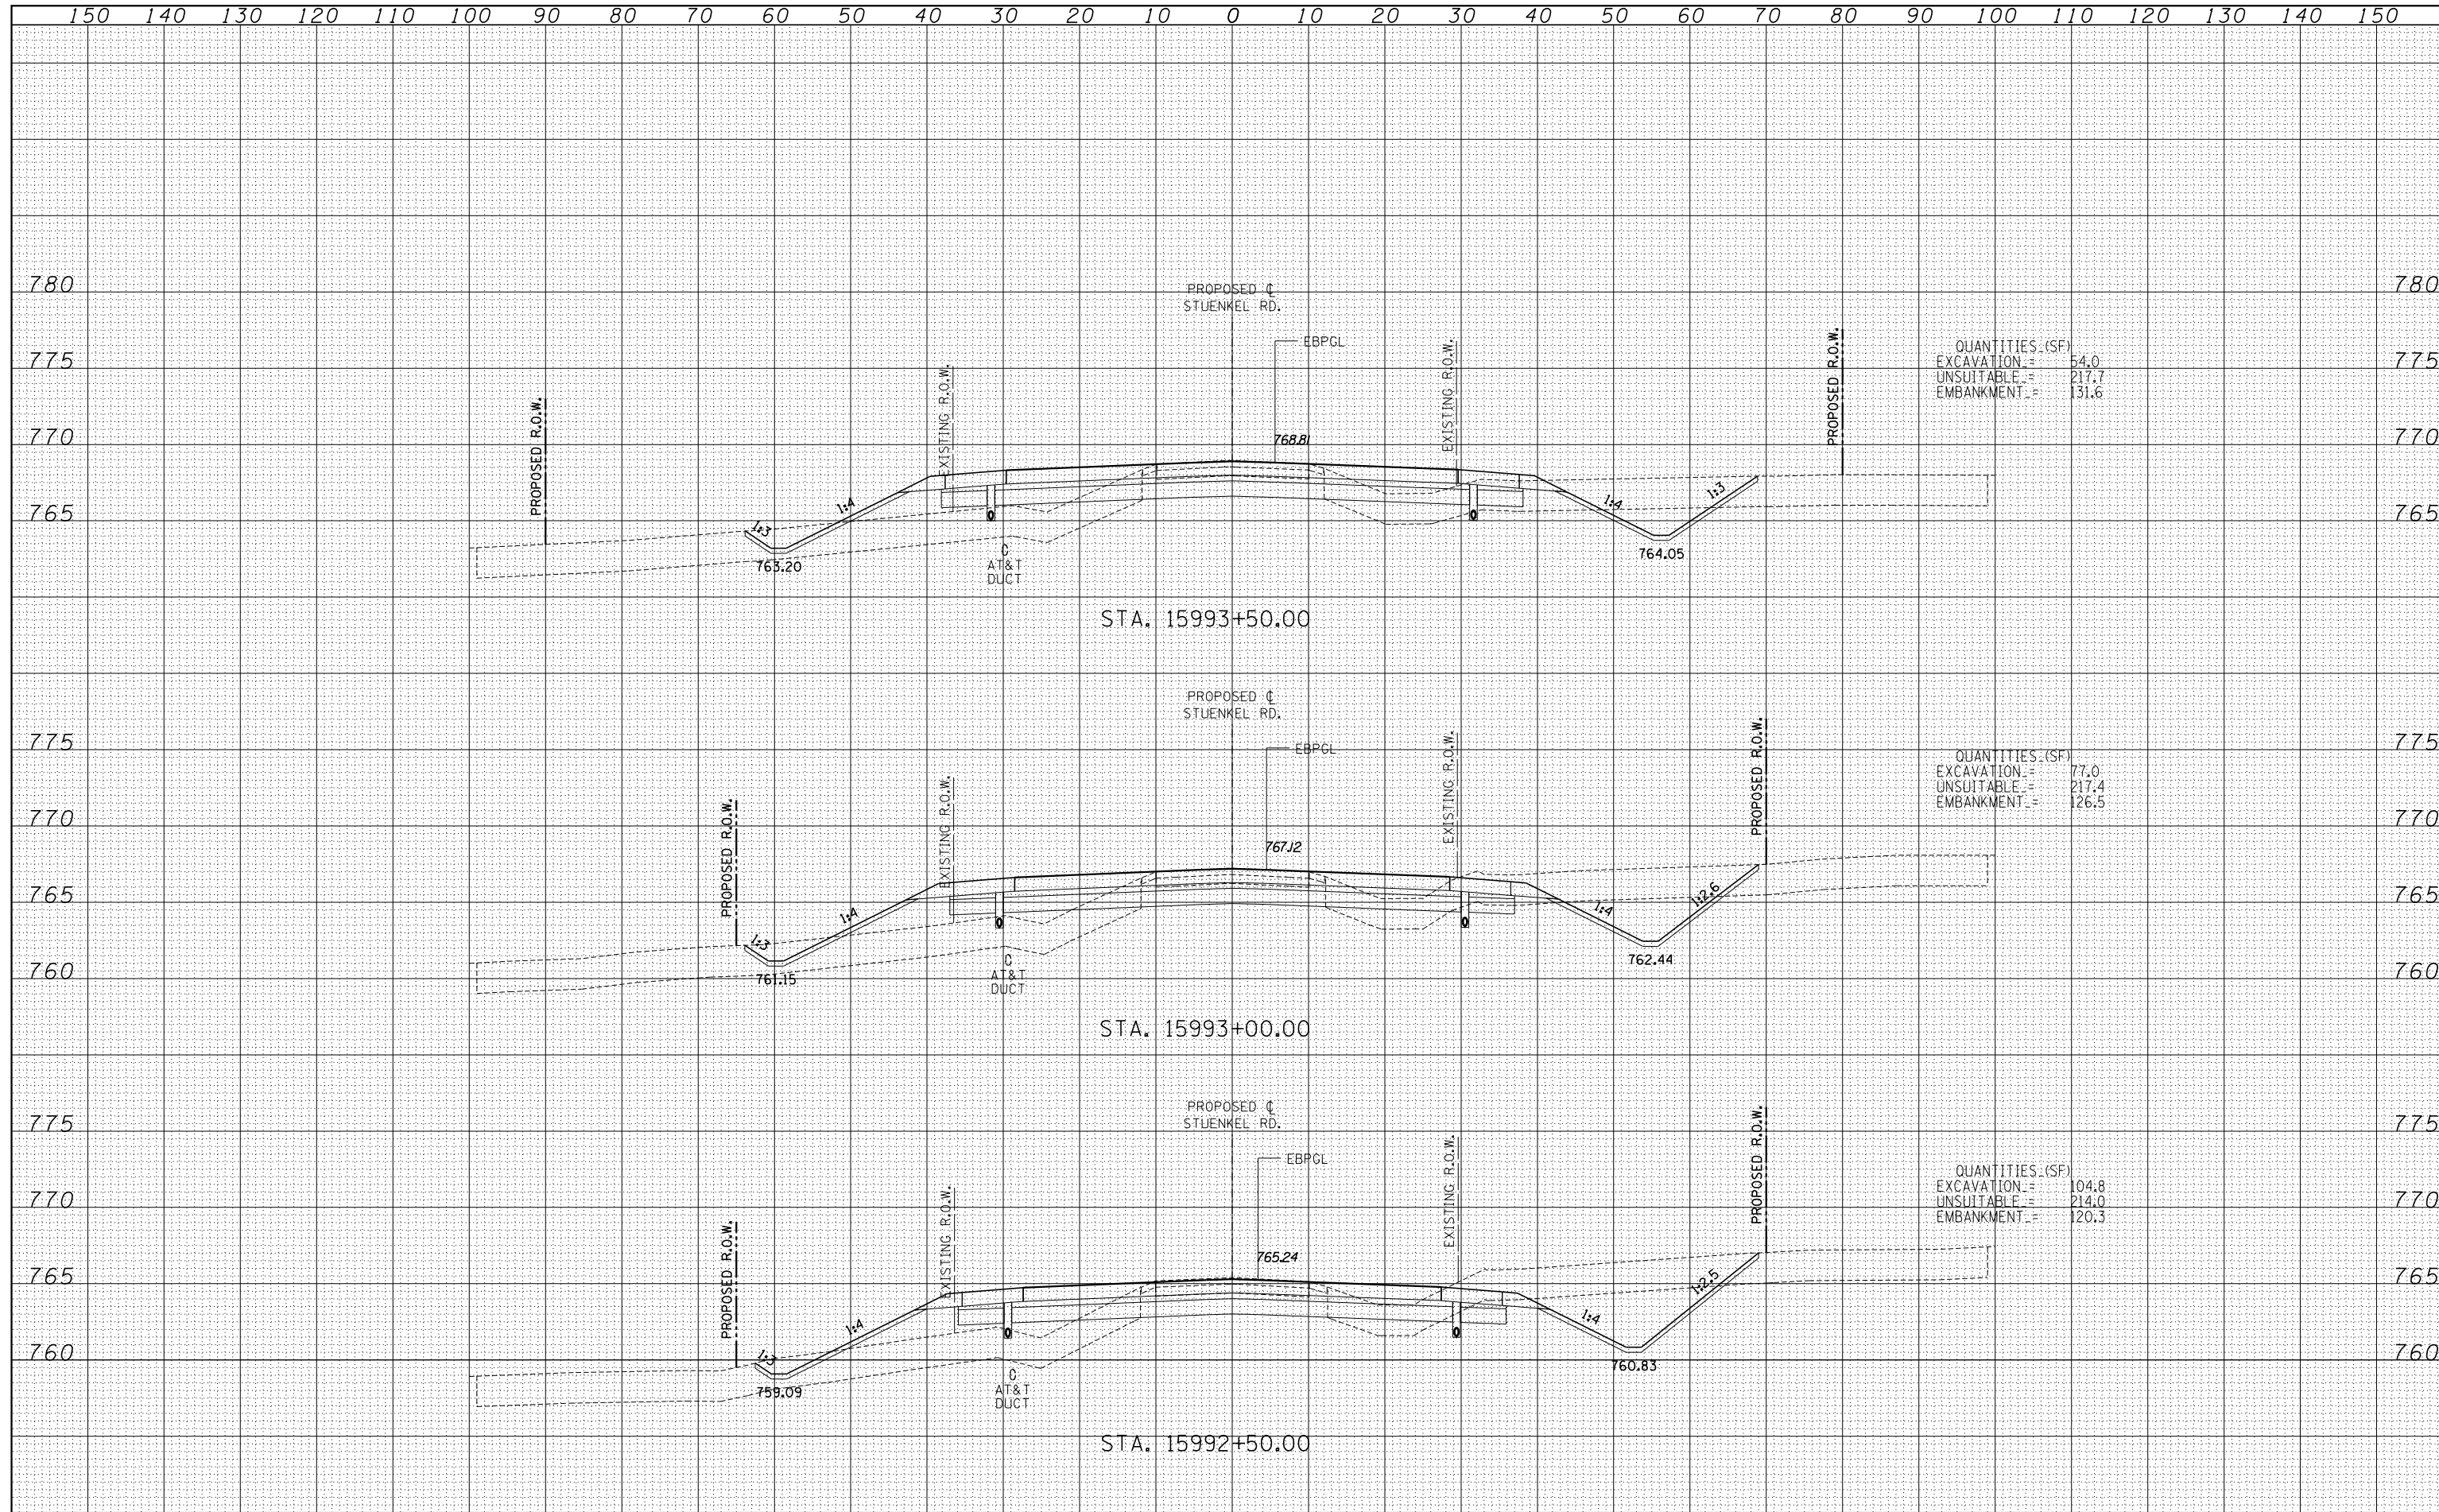 150 140 130 120 110 100 90 80 70 60 50 40 30 20 10 0 10 20 30 40 50 60 70 80 90 100 110 120 130 140 150
780 780
PROPOSED ℄
STUENKEL RD.
EBPGL
775 775
QUANTITIES (SF)
EXCAVATION = 54.0
UNSUITABLE = 217.7
EMBANKMENT = 131.6
PROPOSED R.O.W.
EXISTING R.O.W.
EXISTING R.O.W.
PROPOSED R.O.W.
770 770
768.81
765 765
1:3
1:4
1:4
1:3
763.20
764.05
AT&T
DUCT
STA. 15993+50.00
PROPOSED ℄
STUENKEL RD.
775 775
EBPGL
QUANTITIES (SF)
EXCAVATION = 77.0
UNSUITABLE = 217.4
EMBANKMENT = 126.5
PROPOSED R.O.W.
EXISTING R.O.W.
EXISTING R.O.W.
PROPOSED R.O.W.
770 770
767.12
765 765
1:3
1:4
1:4
1:2.6
762.44
760 760
761.15
AT&T
DUCT
STA. 15993+00.00
PROPOSED ℄
STUENKEL RD.
775 775
EBPGL
QUANTITIES (SF)
EXCAVATION = 104.8
UNSUITABLE = 214.0
EMBANKMENT = 120.3
PROPOSED R.O.W.
EXISTING R.O.W.
EXISTING R.O.W.
PROPOSED R.O.W.
770 770
765.24
765 765
1:3
1:4
1:4
1:2.5
760 760
760.83
759.09
AT&T
DUCT
STA. 15992+50.00